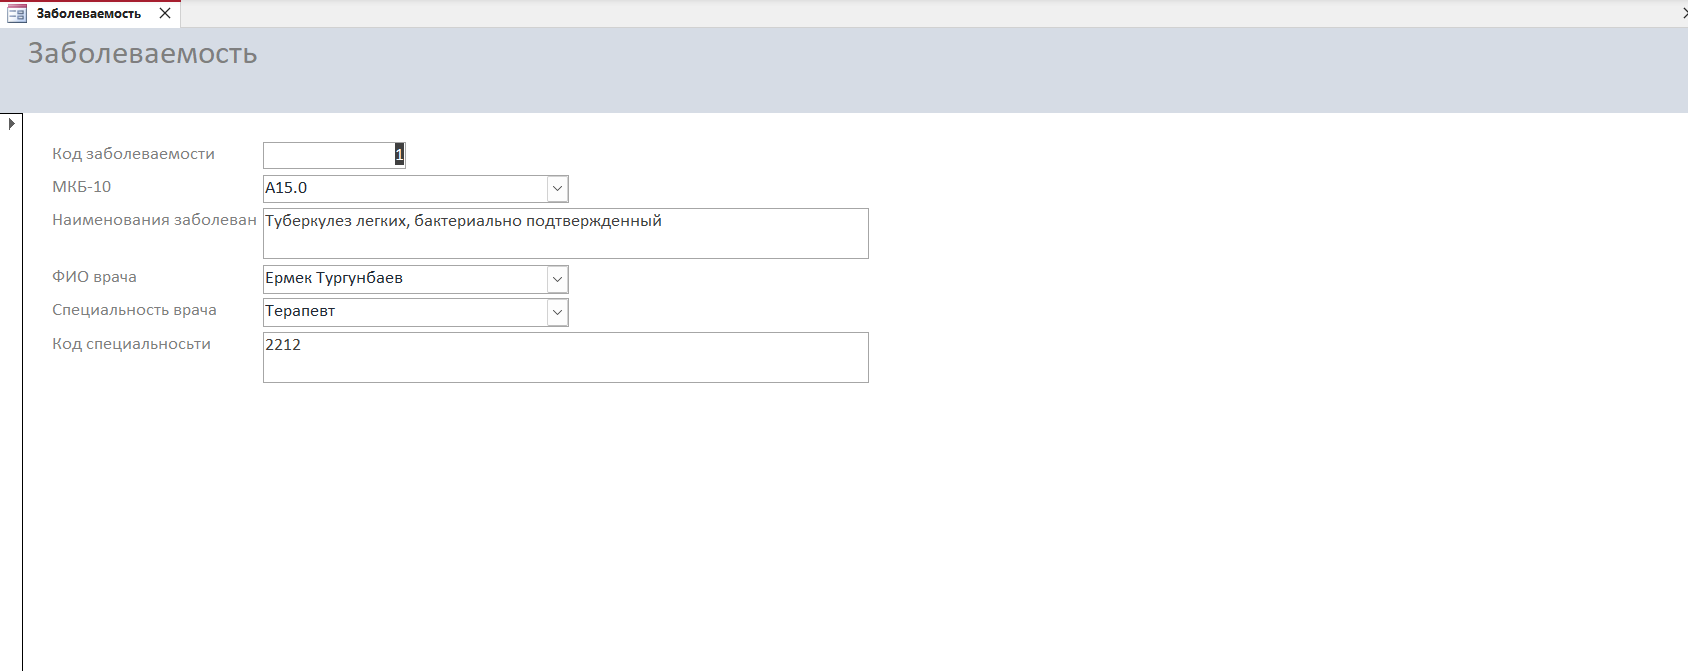 Заболеваемость
Заболеваемость
Код заболеваемости 1
МКБ-10 A15.0
Наименования заболеван Туберкулез легких, бактериально подтвержденный
ФИО врача Ермек Тургунбаев
Специальность врача Терапевт
Код специальносьти 2212